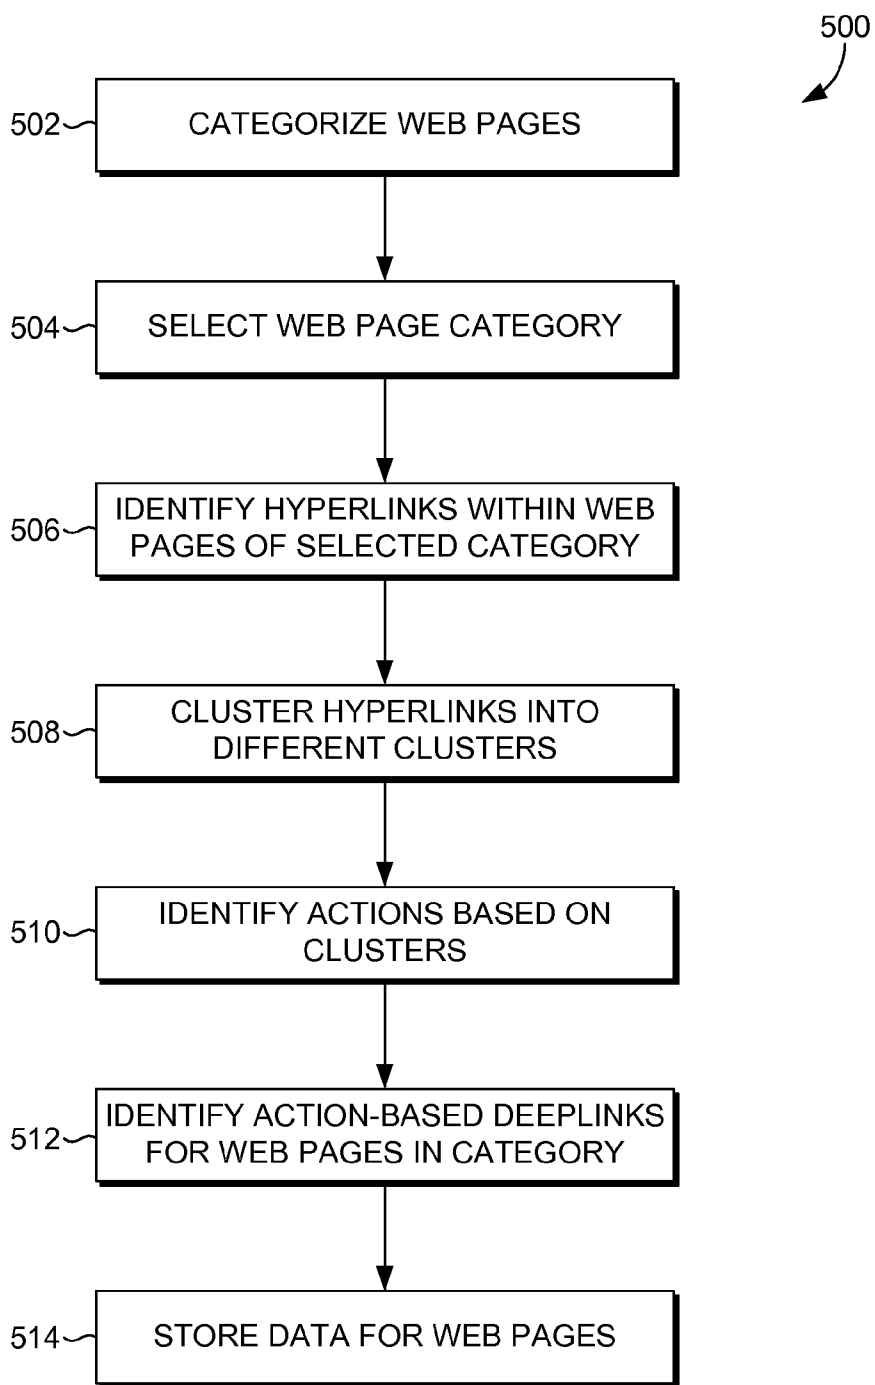 500
502
CATEGORIZE WEB PAGES
504
SELECT WEB PAGE CATEGORY
506
IDENTIFY HYPERLINKS WITHIN WEB
PAGES OF SELECTED CATEGORY
508
CLUSTER HYPERLINKS INTO
DIFFERENT CLUSTERS
510
IDENTIFY ACTIONS BASED ON
CLUSTERS
512
IDENTIFY ACTION-BASED DEEPLINKS
FOR WEB PAGES IN CATEGORY
514
STORE DATA FOR WEB PAGES